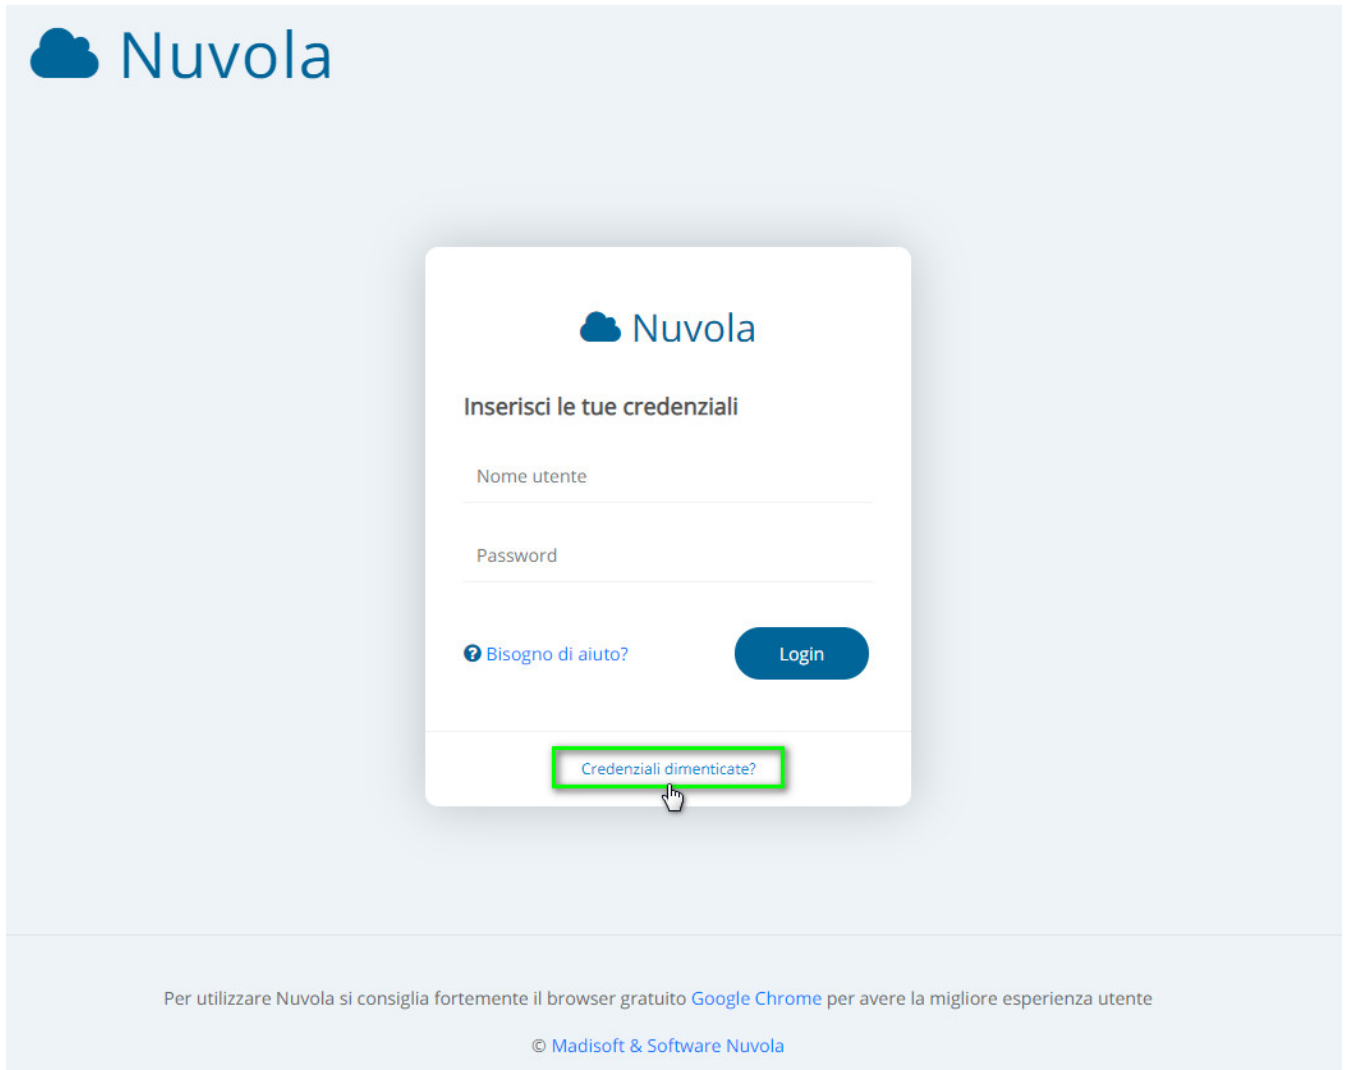 Nuvola
Nuvola
Inserisci le tue credenziali
Nome utente
Password
Bisogno di aiuto?
Login
Credenziali dimenticate?
Per utilizzare Nuvola si consiglia fortemente il browser gratuito Google Chrome per avere la migliore esperienza utente
© Madisoft & Software Nuvola